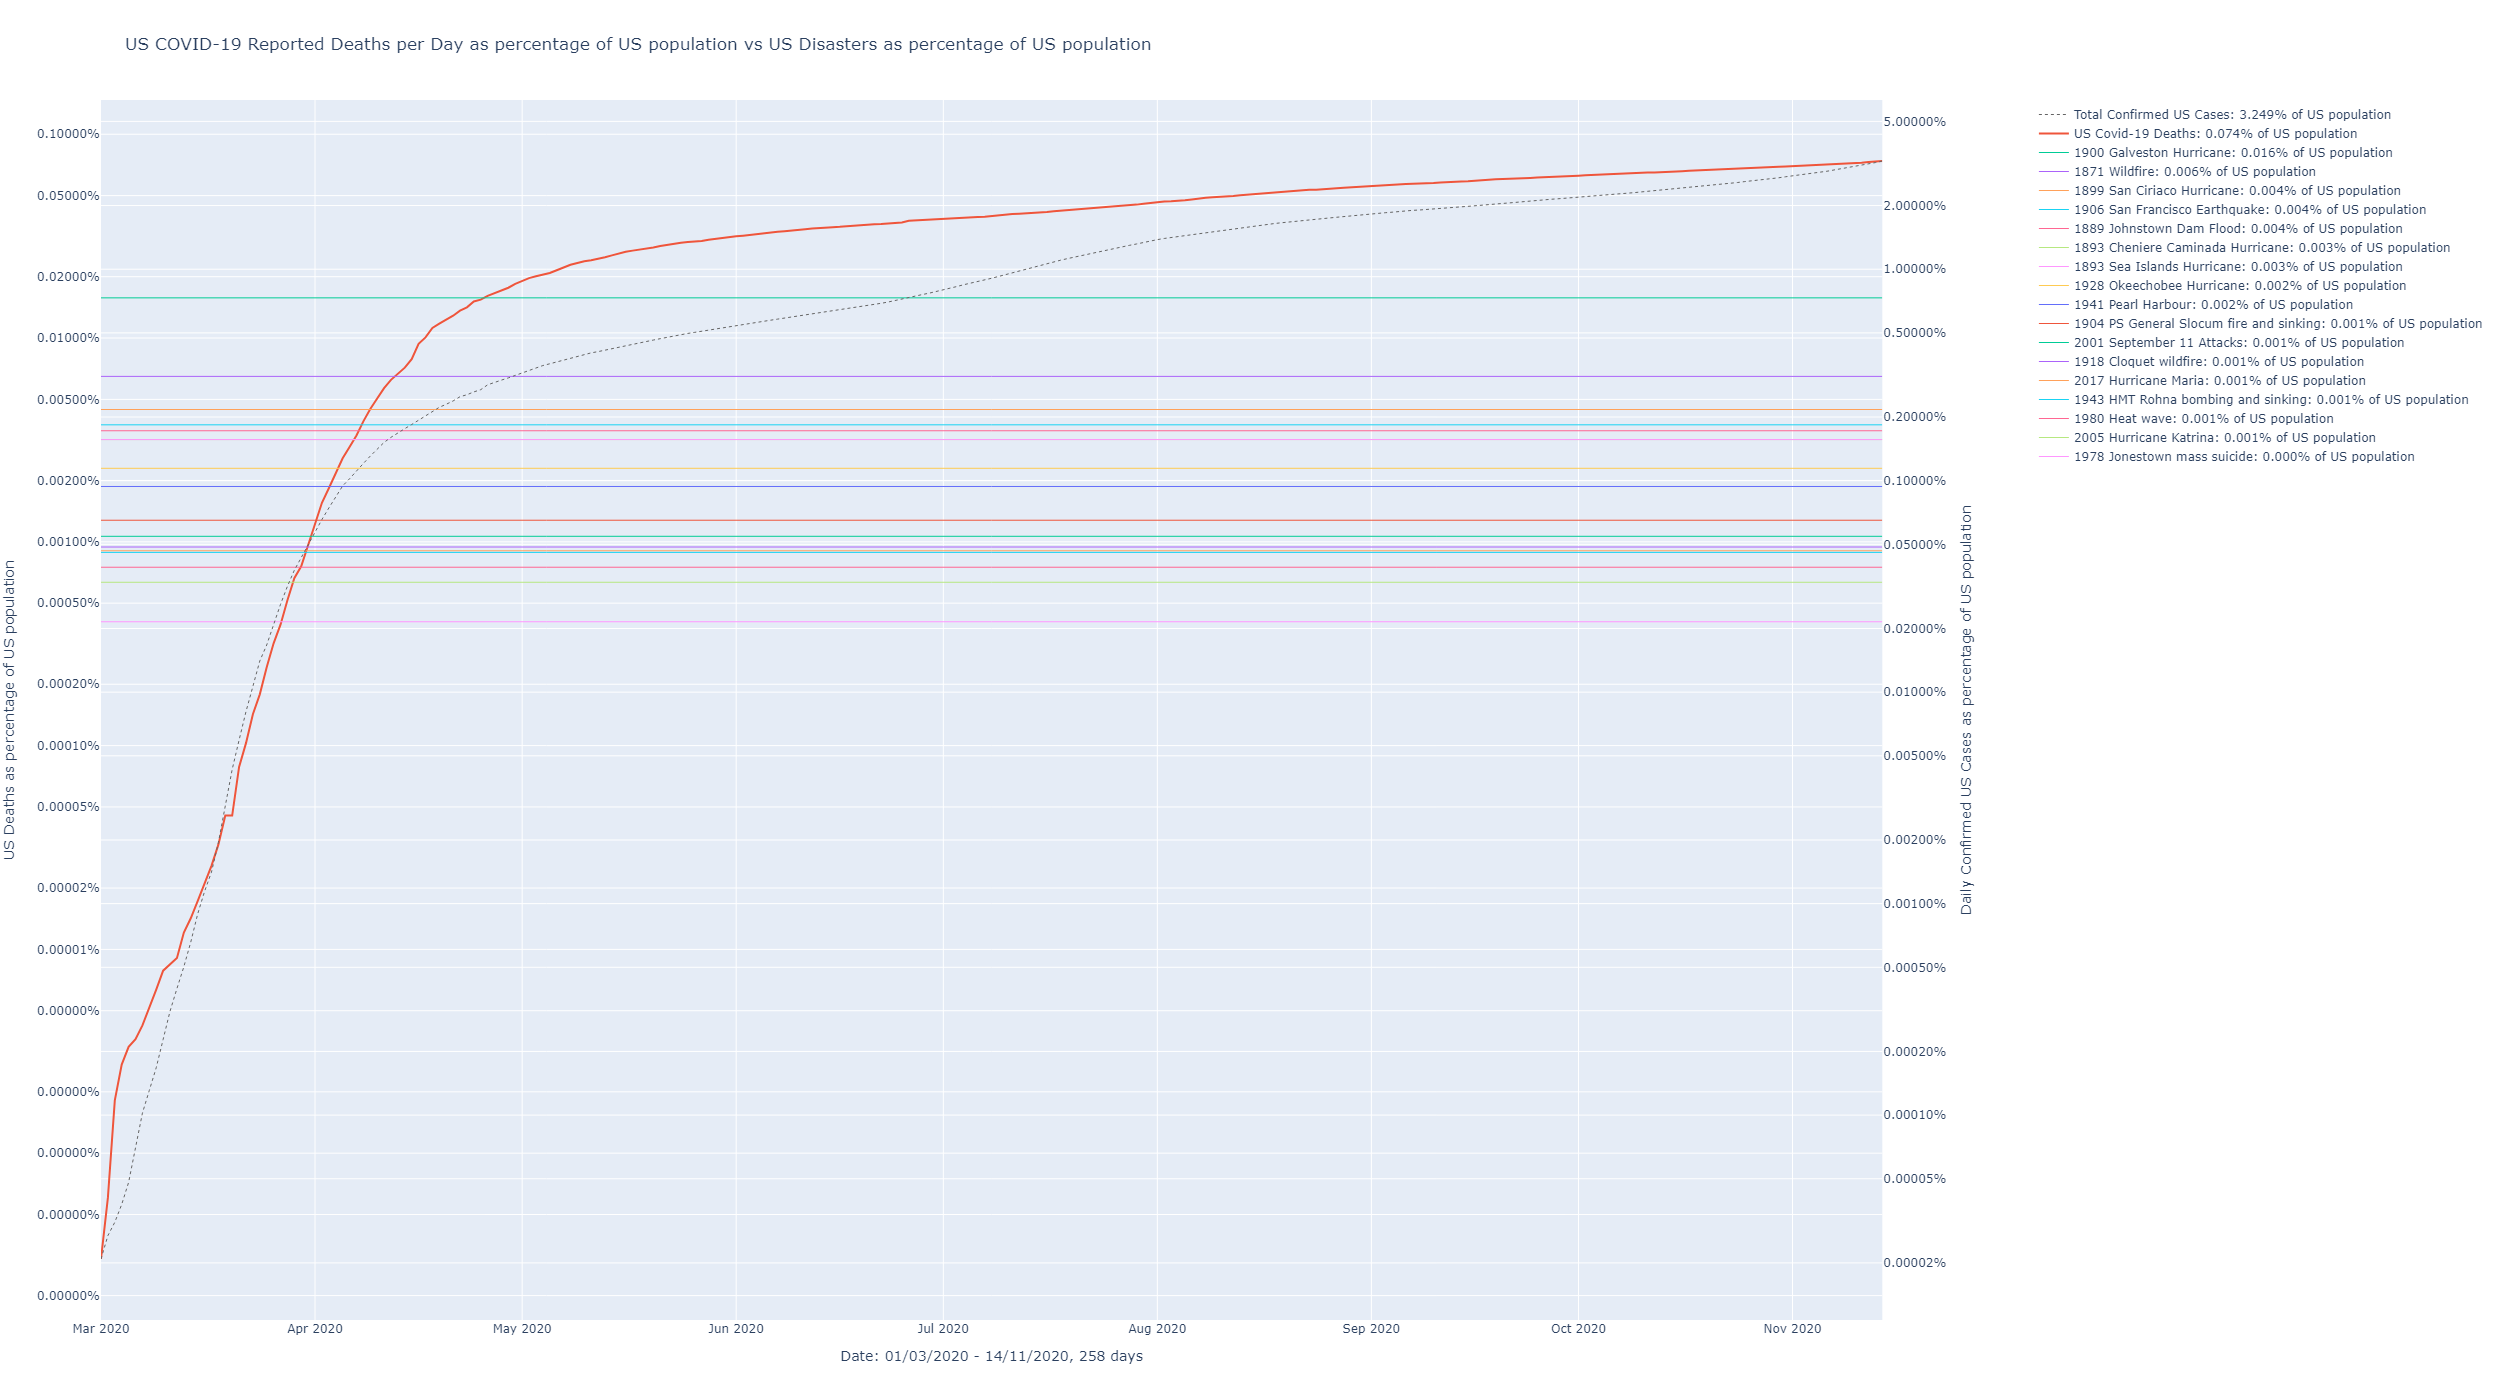 US COVID-19 Reported Deaths per Day as percentage of US population vs US Disasters as percentage of US population
US Deaths as percentage of US population
0.10000%
0.05000%
0.02000%
0.01000%
0.00500%
0.00200%
0.00100%
0.00050%
0.00020%
0.00010%
0.00005%
0.00002%
0.00001%
0.00000%
0.00000%
0.00000%
0.00000%
0.00000%
Mar 2020
Apr 2020
May 2020
Jun 2020
Jul 2020
Aug 2020
Sep 2020
Oct 2020
Nov 2020
Date: 01/03/2020 - 14/11/2020, 258 days
5.00000%
2.00000%
1.00000%
0.50000%
0.20000%
0.10000%
0.05000%
0.02000%
0.01000%
0.00500%
0.00200%
0.00100%
0.00050%
0.00020%
0.00010%
0.00005%
0.00002%
Daily Confirmed US Cases as percentage of US population
Total Confirmed US Cases: 3.249% of US population
US Covid-19 Deaths: 0.074% of US population
1900 Galveston Hurricane: 0.016% of US population
1871 Wildfire: 0.006% of US population
1899 San Ciriaco Hurricane: 0.004% of US population
1906 San Francisco Earthquake: 0.004% of US population
1889 Johnstown Dam Flood: 0.004% of US population
1893 Cheniere Caminada Hurricane: 0.003% of US population
1893 Sea Islands Hurricane: 0.003% of US population
1928 Okeechobee Hurricane: 0.002% of US population
1941 Pearl Harbour: 0.002% of US population
1904 PS General Slocum fire and sinking: 0.001% of US population
2001 September 11 Attacks: 0.001% of US population
1918 Cloquet wildfire: 0.001% of US population
2017 Hurricane Maria: 0.001% of US population
1943 HMT Rohna bombing and sinking: 0.001% of US population
1980 Heat wave: 0.001% of US population
2005 Hurricane Katrina: 0.001% of US population
1978 Jonestown mass suicide: 0.000% of US population